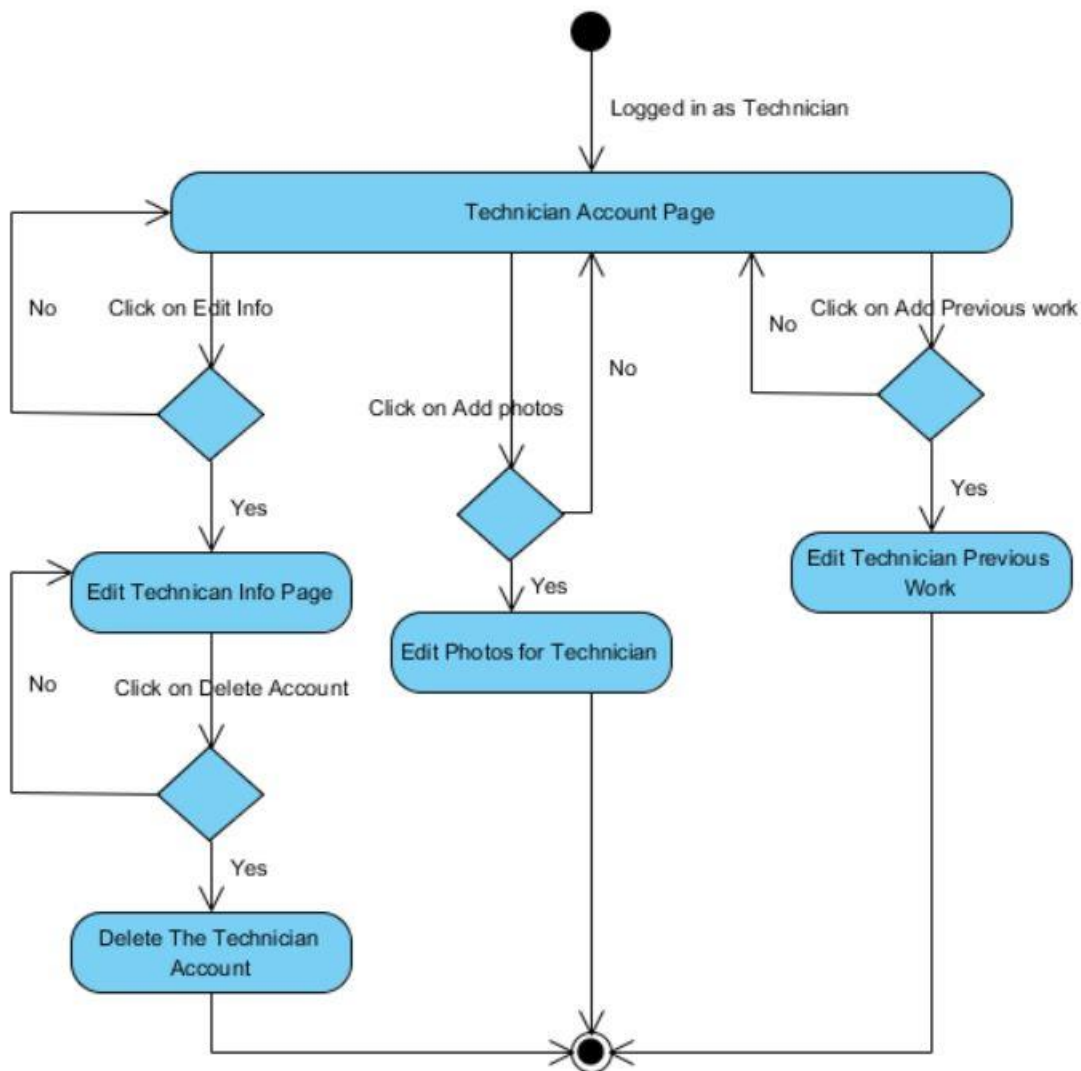 Logged in as Technician
Technician Account Page
No
Click on Edit Info
No
Click on Add Previous work
No
Click on Add photos
Yes
Yes
Edit Technican Info Page
Yes
Edit Technician Previous
Work
Edit Photos for Technician
No
Click on Delete Account
Yes
Delete The Technician
Account